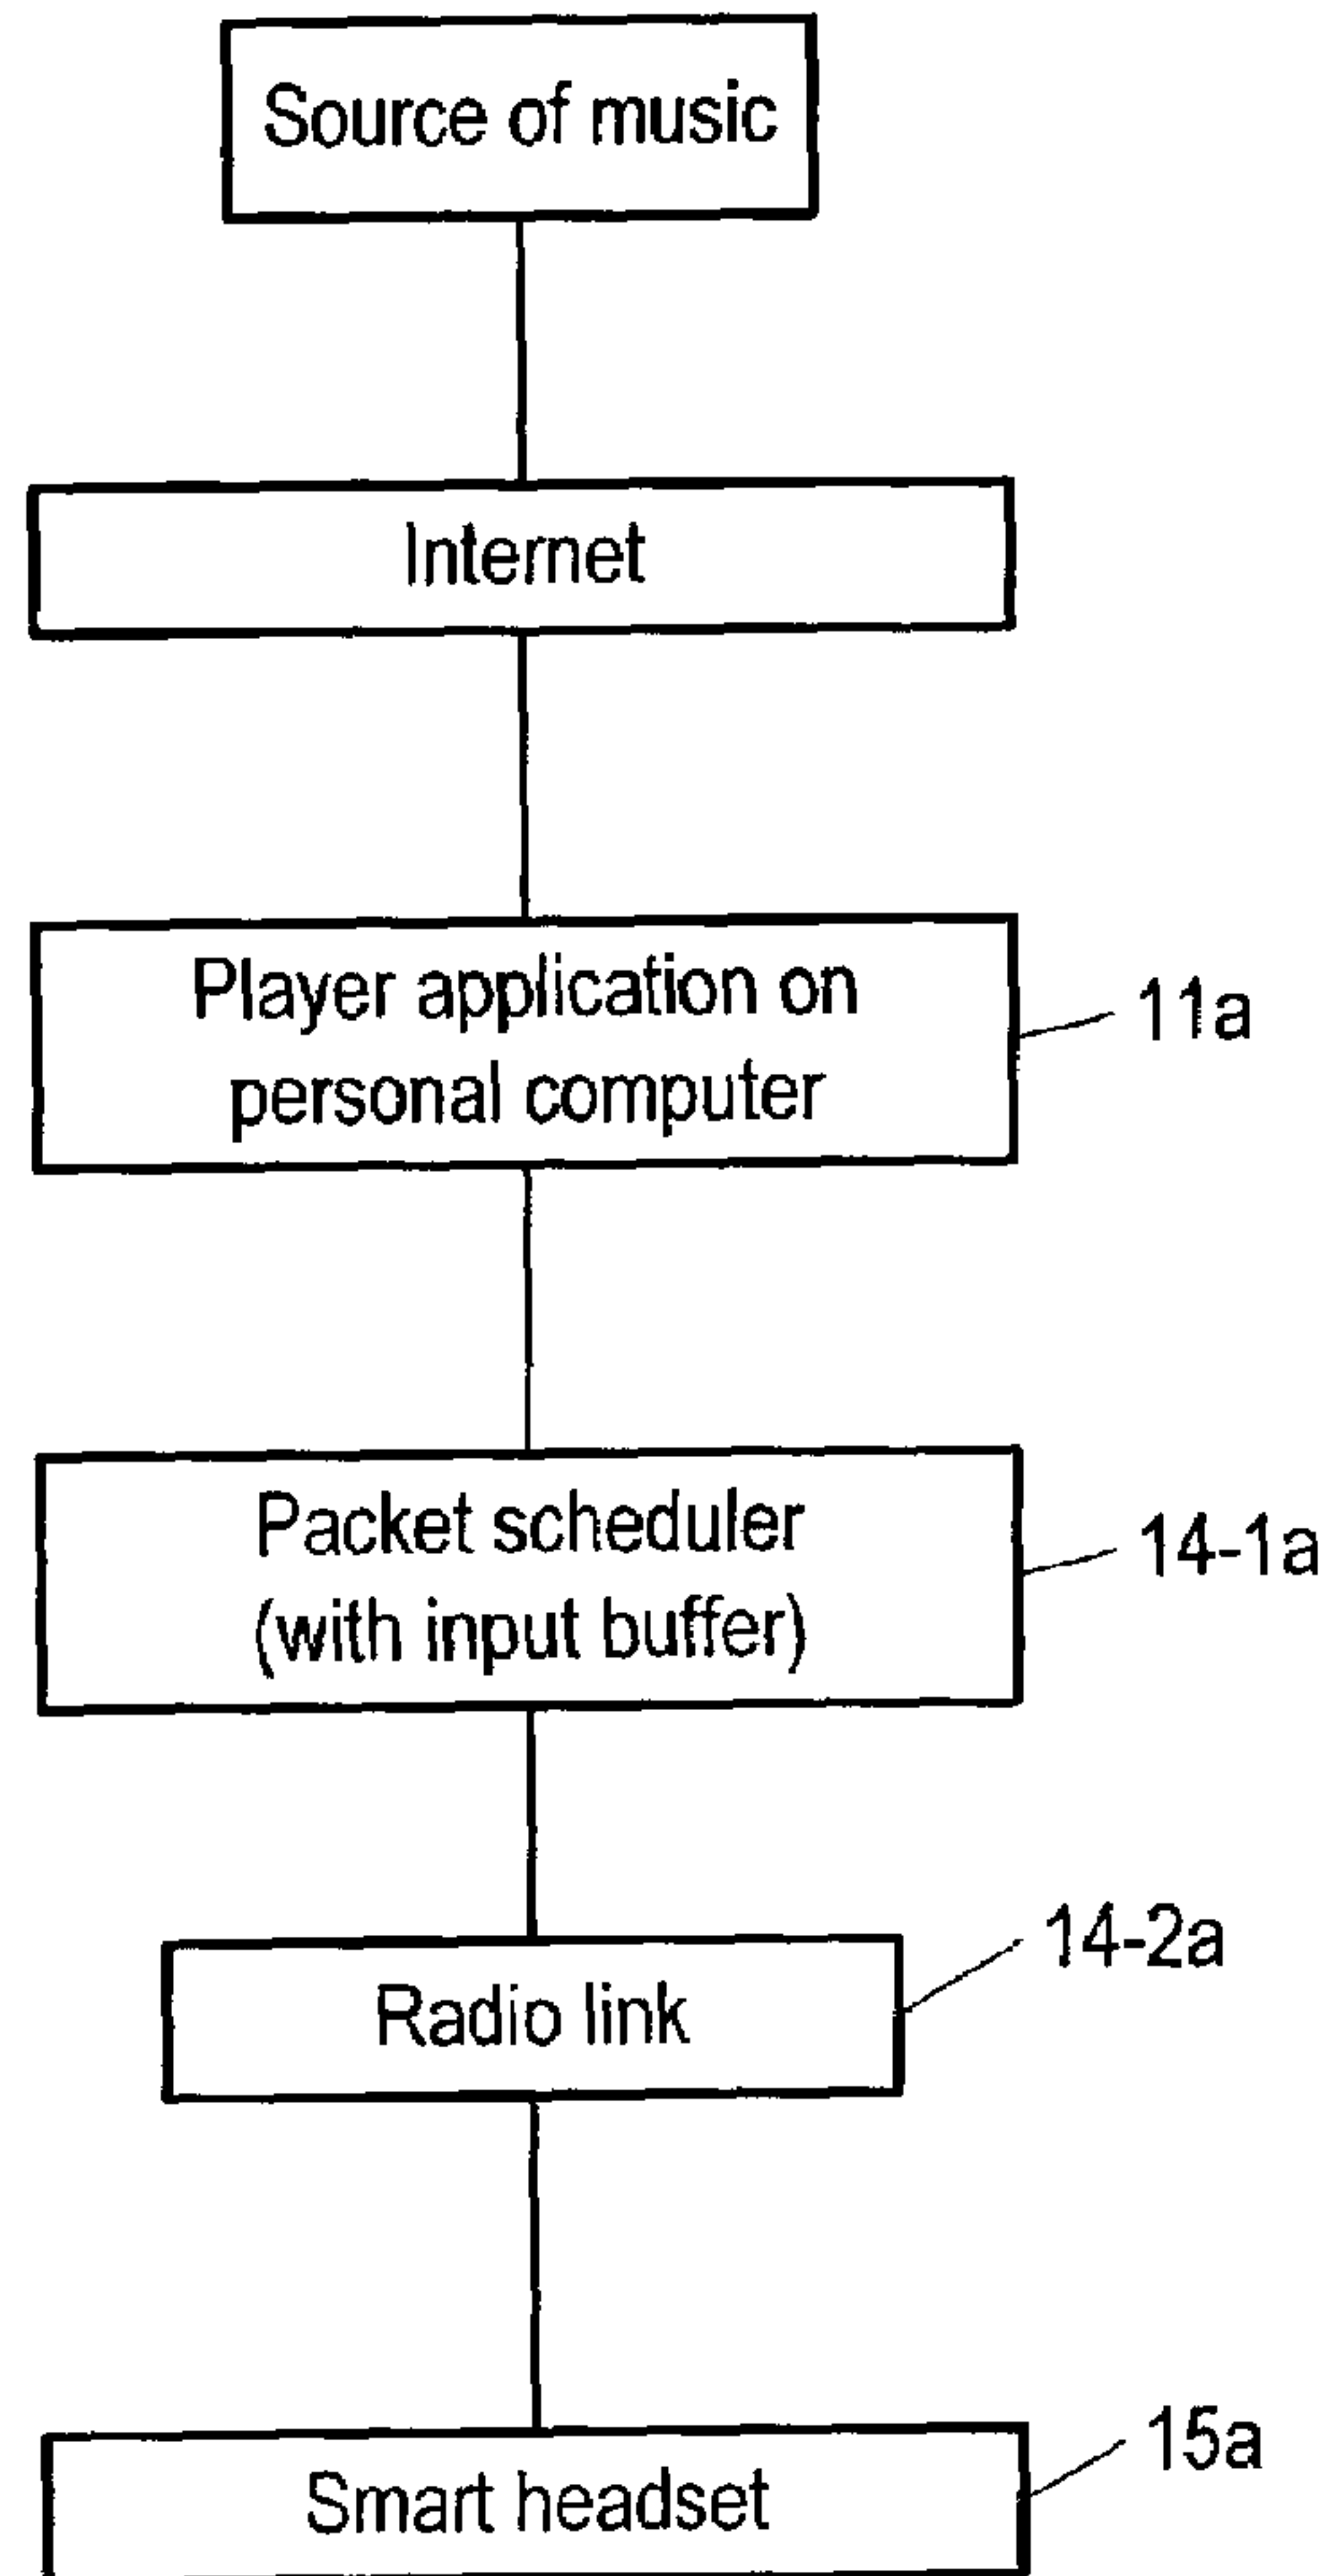 Source of music
Internet
Player application on
personal computer
11a
Packet scheduler
(with input buffer)
14-1a
Radio link
14-2a
Smart headset
15a